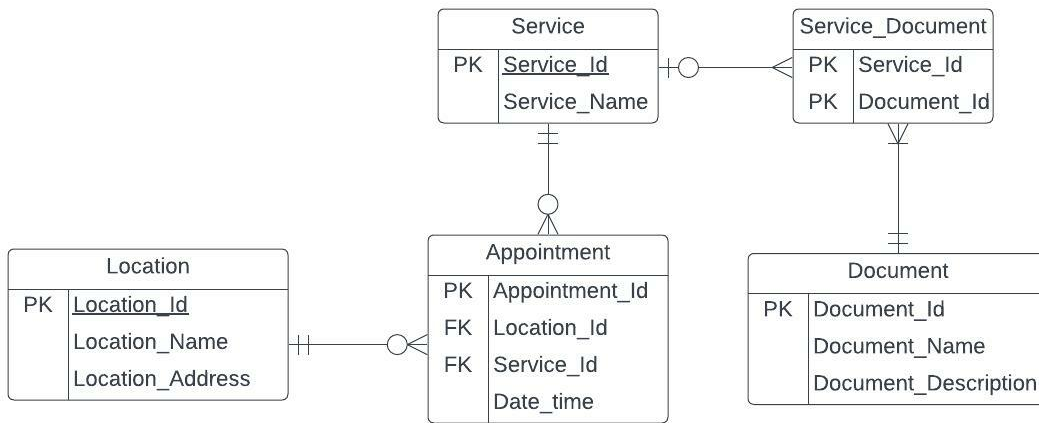 Service
PK Service_Id
Service_Name
Service_Document
PK Service_Id
PK Document_Id
Location
PK Location_Id
Location_Name
Location_Address
Appointment
PK Appointment_Id
FK Location_Id
FK Service_Id
Date_time
Document
PK Document_Id
Document_Name
Document_Description